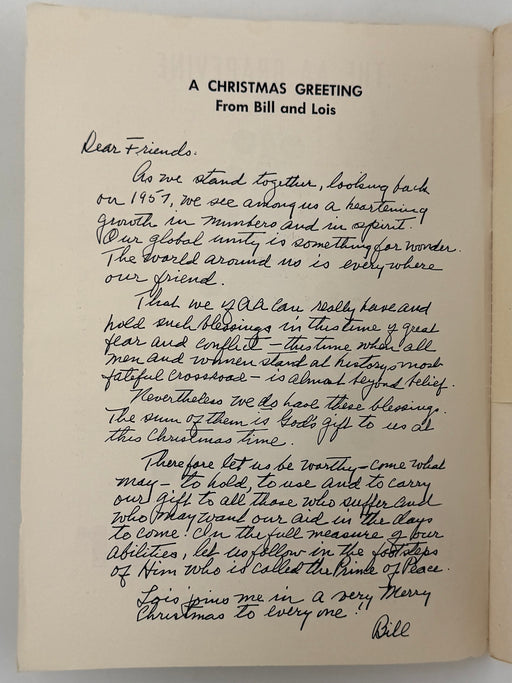 A CHRISTMAS GREETING
From Bill and Lois
Dear Friends:
As we stand together, looking back
on 1957, we see among us a heartening
growth in numbers and in spirit.
Our global unity is something for wonder.
The world around us is everywhere
our friend.
That we of AA can really have and
hold such blessings in this time of great
fear and conflict – this time when all
men and women stand at historys most
fateful crossroad – is almost beyond belief.
Nevertheless we do have these blessings.
The sum of them is God's gift to us at
this Christmas time.
Therefore let us be worthy – come what
may – to hold, to use and to carry
our gift to all those who suffer and
who may want our aid in the days
to come. In the full measure of our
abilities, let us follow in the footsteps
of Him who is called the Prince of Peace.
Lois joins me in a very Merry
Christmas to everyone!!
Bill